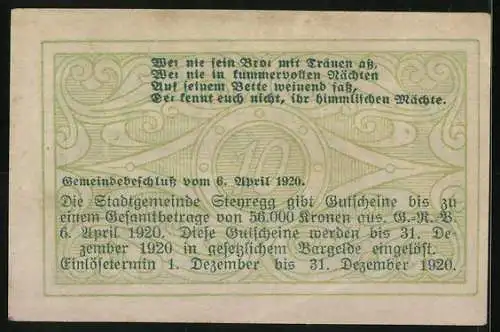 Wer nie sein Brot mit Tränen aß,
Wer nie in kummervollen Nächten
Auf seinem Bette weinend saß,
Der kennt euch nicht, ihr himmlischen Mächte.
10
Gemeindebeschluß vom 6. April 1920.
Die Stadtgemeinde Steyregg gibt Gutscheine bis zu
einem Gesamtbetrage von 56.000 Kronen aus. G.-R. B.
6. April 1920. Diese Gutscheine werden bis 31. De-
zember 1920 in gesetzlichem Bargelde eingelöst.
Einlösetermin 1. Dezember bis 31. Dezember 1920.